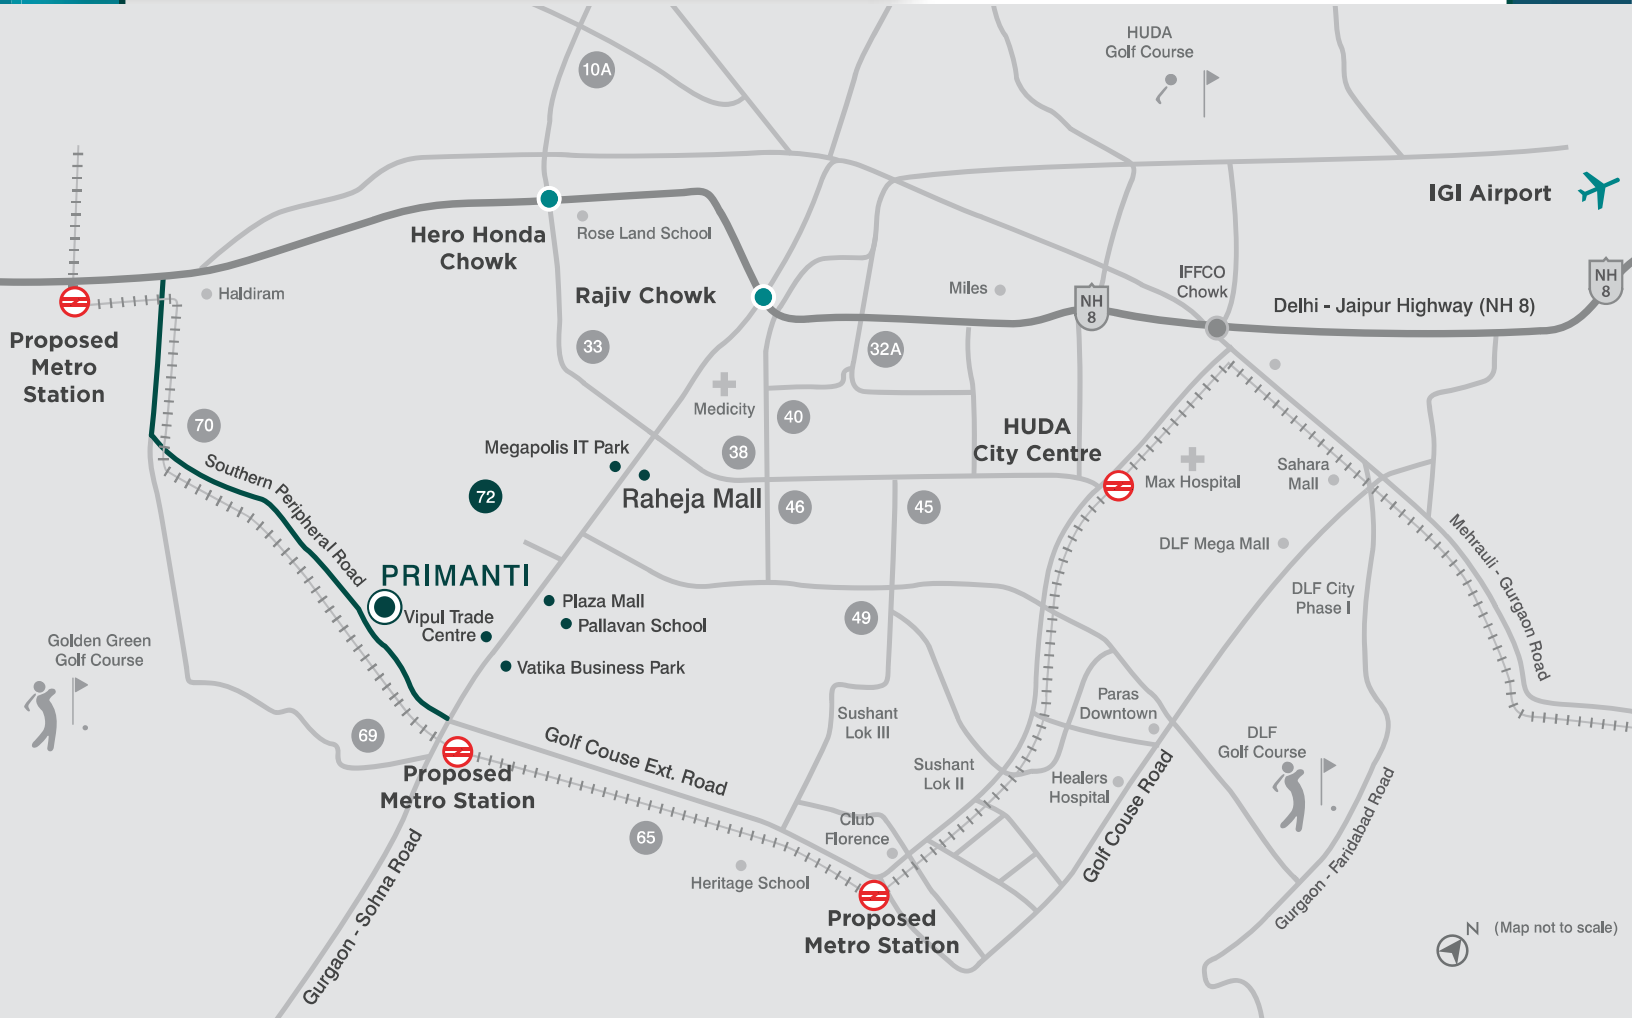 HUDA
Golf Course
10A
IGI Airport
Hero Honda
Chowk
Rose Land School
NH
8
IFFCO
Chowk
Haldiram
Rajiv Chowk
Miles
NH
8
Delhi - Jaipur Highway (NH 8)
Proposed
Metro
Station
33
32A
Medicity
40
70
HUDA
City Centre
38
Megapolis IT Park
Southern Peripheral Road
72
Raheja Mall
46
45
Max Hospital
Sahara
Mall
DLF Mega Mall
Mehrauli - Gurgaon Road
PRIMANTI
DLF City
Phase I
Plaza Mall
Vipul Trade
Centre
Pallavan School
49
Golden Green
Golf Course
Vatika Business Park
Paras
Downtown
Sushant
Lok III
69
Golf Couse Ext. Road
DLF
Golf Course
Sushant
Lok II
Proposed
Metro Station
Healers
Hospital
Golf Couse Road
Gurgaon - Faridabad Road
65
Club
Florence
Heritage School
Gurgaon - Sohna Road
Proposed
Metro Station
N
(Map not to scale)